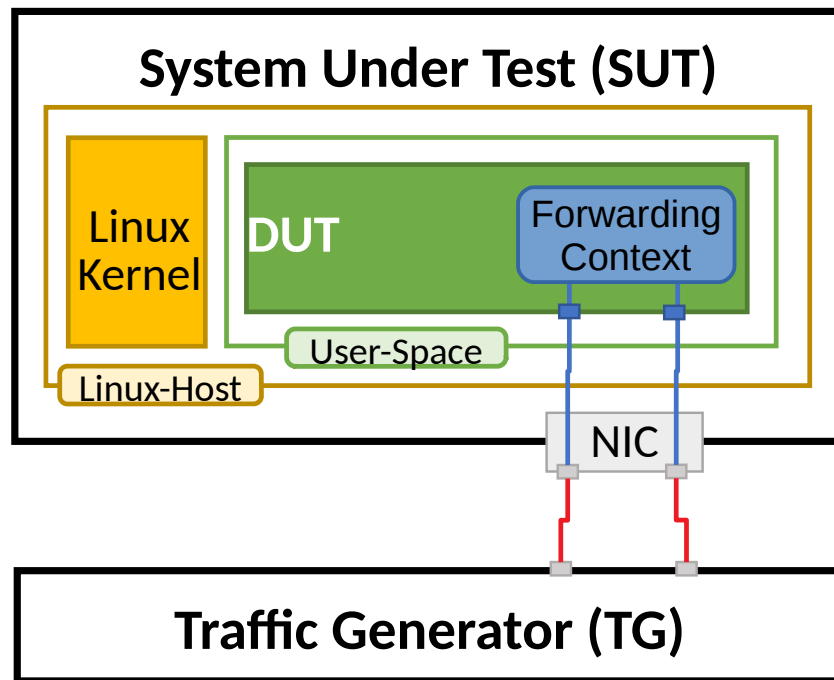 System Under Test (SUT)
Linux
Kernel
DUT
Forwarding
Context
User-Space
Linux-Host
NIC
Traffic Generator (TG)